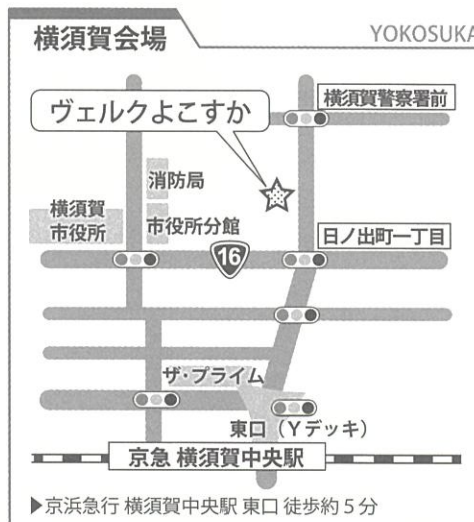 横須賀会場
YOKOSUKA
横須賀警察署前
ヴェルクよこすか
消防局
横須賀
市役所
市役所分館
16
日ノ出町一丁目
ザ・プライム
東口(Yデッキ)
京急 横須賀中央駅
▶京浜急行 横須賀中央駅 東口 徒歩約5分